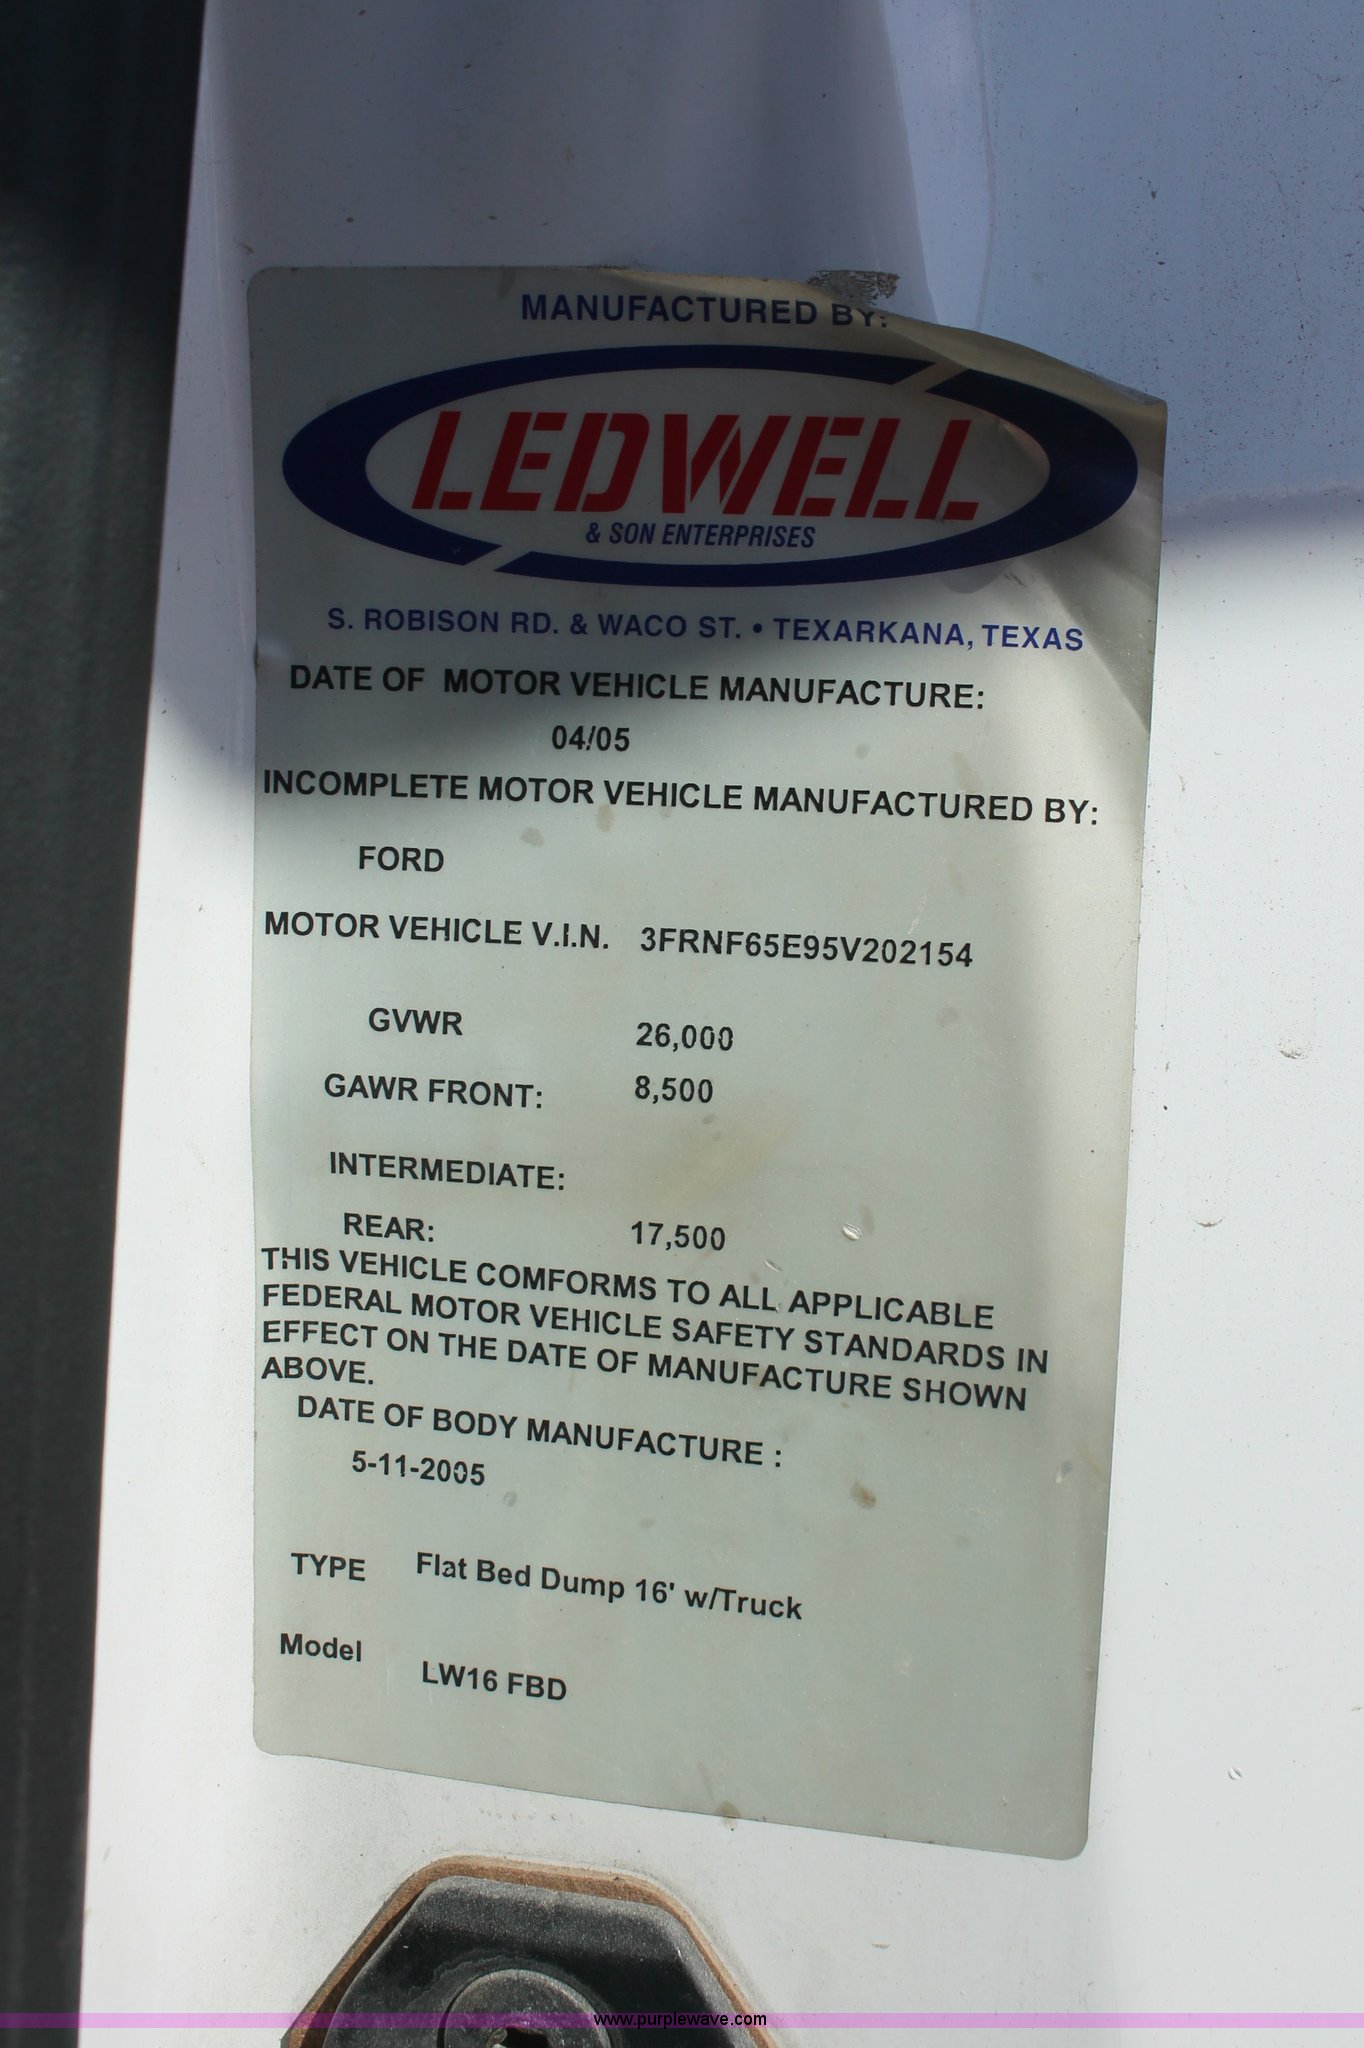 MANUFACTURED BY:
LEDWELL
& SON ENTERPRISES
S. ROBISON RD. & WACO ST. • TEXARKANA, TEXAS
DATE OF MOTOR VEHICLE MANUFACTURE:
04/05
INCOMPLETE MOTOR VEHICLE MANUFACTURED BY:
FORD
MOTOR VEHICLE V.I.N. 3FRNF65E95V202154
GVWR 26,000
GAWR FRONT: 8,500
INTERMEDIATE:
REAR: 17,500
THIS VEHICLE COMFORMS TO ALL APPLICABLE
FEDERAL MOTOR VEHICLE SAFETY STANDARDS IN
EFFECT ON THE DATE OF MANUFACTURE SHOWN
ABOVE.
DATE OF BODY MANUFACTURE :
5-11-2005
TYPE Flat Bed Dump 16' w/Truck
Model LW16 FBD
www.purplewave.com